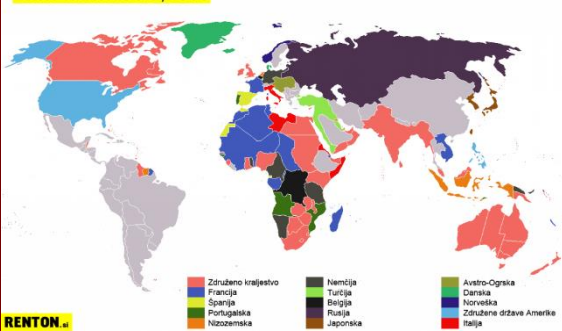 Združeno kraljestvo
Francija
Španija
Portugalska
Nizozemska
Nemčija
Turčija
Belgija
Rusija
Japonska
Avstro-Ogrska
Danska
Norveška
Združene države Amerike
Italija
RENTON.si